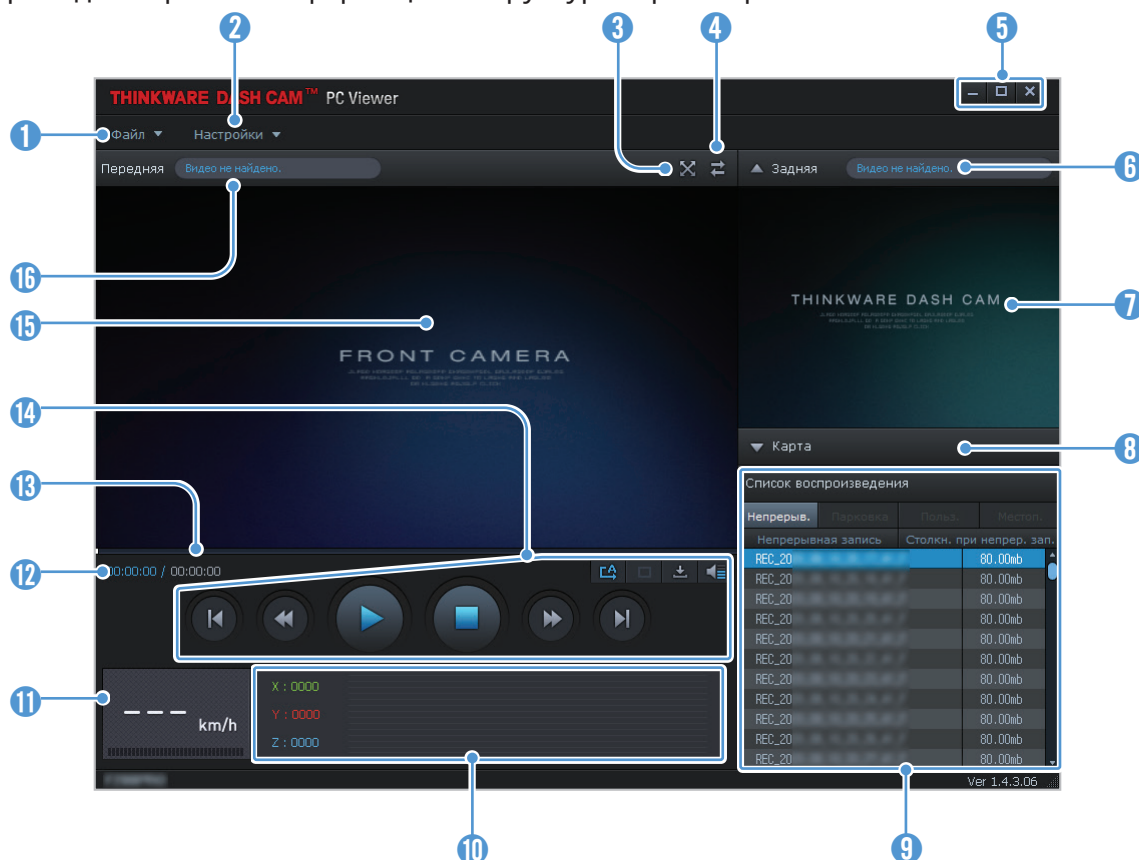 2
3
4
5
THINKWARE DASH CAM™ PC Viewer
1
Файл
Настройки
Передняя
Видео не найдено.
Задняя
Видео не найдено.
6
16
15
FRONT CAMERA
THINKWARE DASH CAM
7
14
Карта
8
13
Список воспроизведения
Непрерыв.
Парковка
Польз.
Местоп.
Непрерывная запись
Столкн. при непрер. зап.
12
00:00:00 / 00:00:00
REC_20 80.00mb
REC_20 80.00mb
REC_20 80.00mb
REC_20 80.00mb
REC_20 80.00mb
REC_20 80.00mb
REC_20 80.00mb
REC_20 80.00mb
REC_20 80.00mb
REC_20 80.00mb
REC_20 80.00mb
11
--- km/h
X : 0000
Y : 0000
Z : 0000
Ver 1.4.3.06
10
9